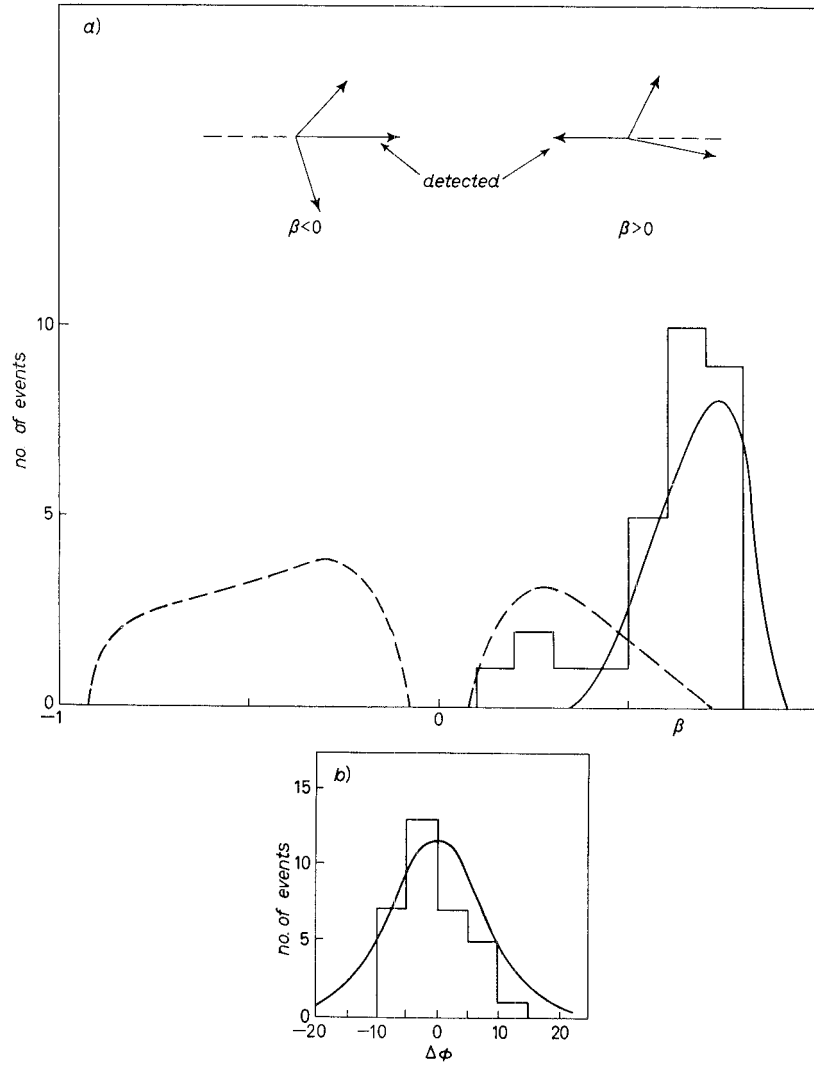 a)
detected
β<0
β>0
10
5
0
no. of events
−1
0
β
b)
15
10
5
0
no. of events
−20
−10
0
10
20
Δϕ